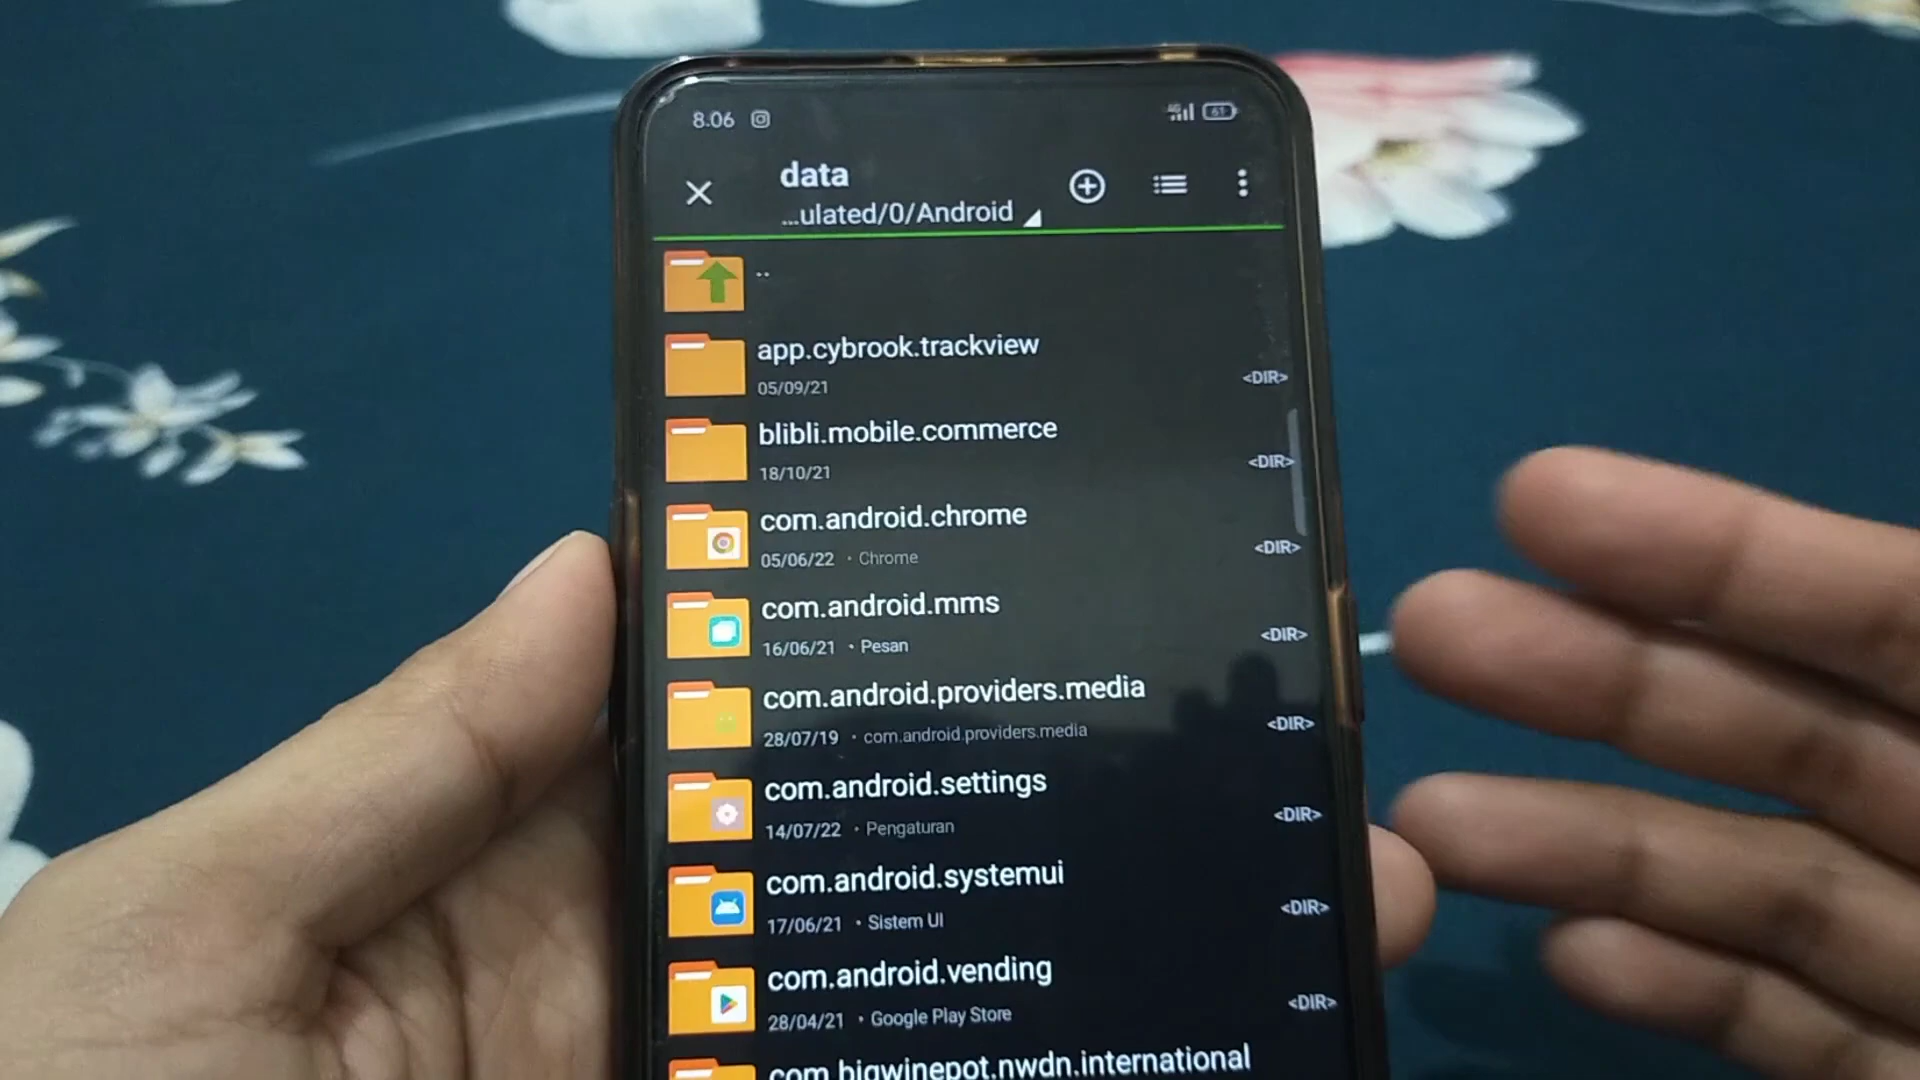 8.06
4G
61
data
...ulated/0/Android
..
app.cybrook.trackview
05/09/21
<DIR>
blibli.mobile.commerce
18/10/21
<DIR>
com.android.chrome
05/06/22 • Chrome
<DIR>
com.android.mms
16/06/21 • Pesan
<DIR>
com.android.providers.media
28/07/19 • com.android.providers.media
<DIR>
com.android.settings
14/07/22 • Pengaturan
<DIR>
com.android.systemui
17/06/21 • Sistem UI
<DIR>
com.android.vending
28/04/21 • Google Play Store
<DIR>
com.bigwinepot.nwdn.international